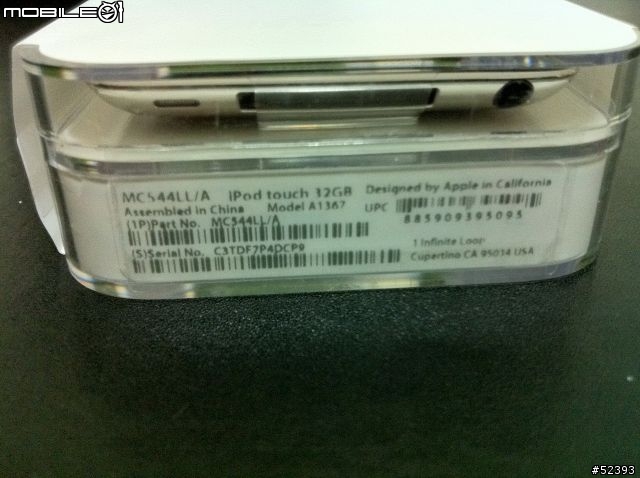 MOBILE01
MC544LL/A iPod touch 32GB Designed by Apple in California
Assembled in China Model A1367 UPC
885909395095
(1P)Part No. MC544LL/A
(S)Serial No. C3TDF7P4DCP9
1 Infinite Loop
Cupertino CA 95014 USA
#52393